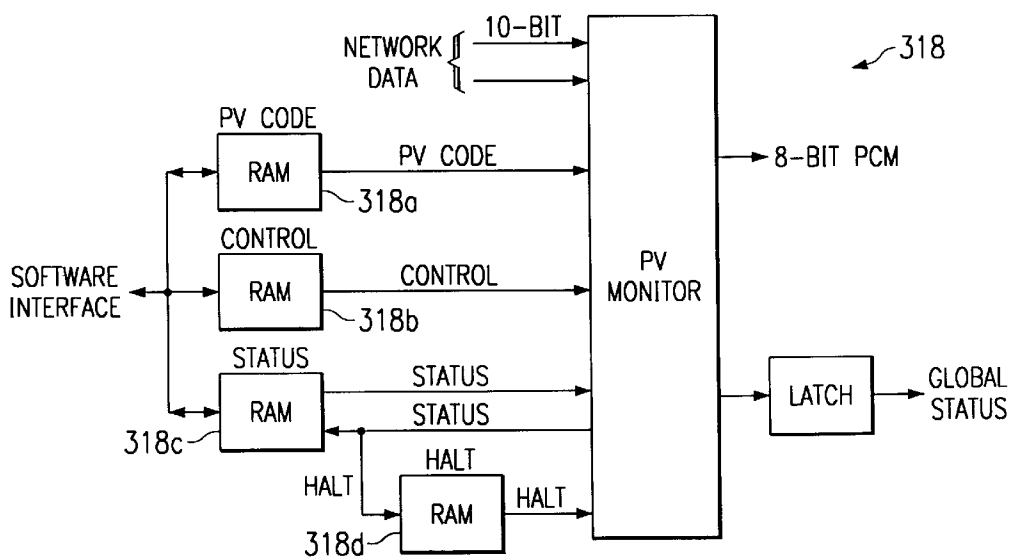 10-BIT
NETWORK
DATA
318
PV CODE
RAM
PV CODE
318a
8-BIT PCM
CONTROL
RAM
CONTROL
318b
SOFTWARE
INTERFACE
PV
MONITOR
STATUS
RAM
STATUS
STATUS
318c
LATCH
GLOBAL
STATUS
HALT
HALT
RAM
HALT
318d